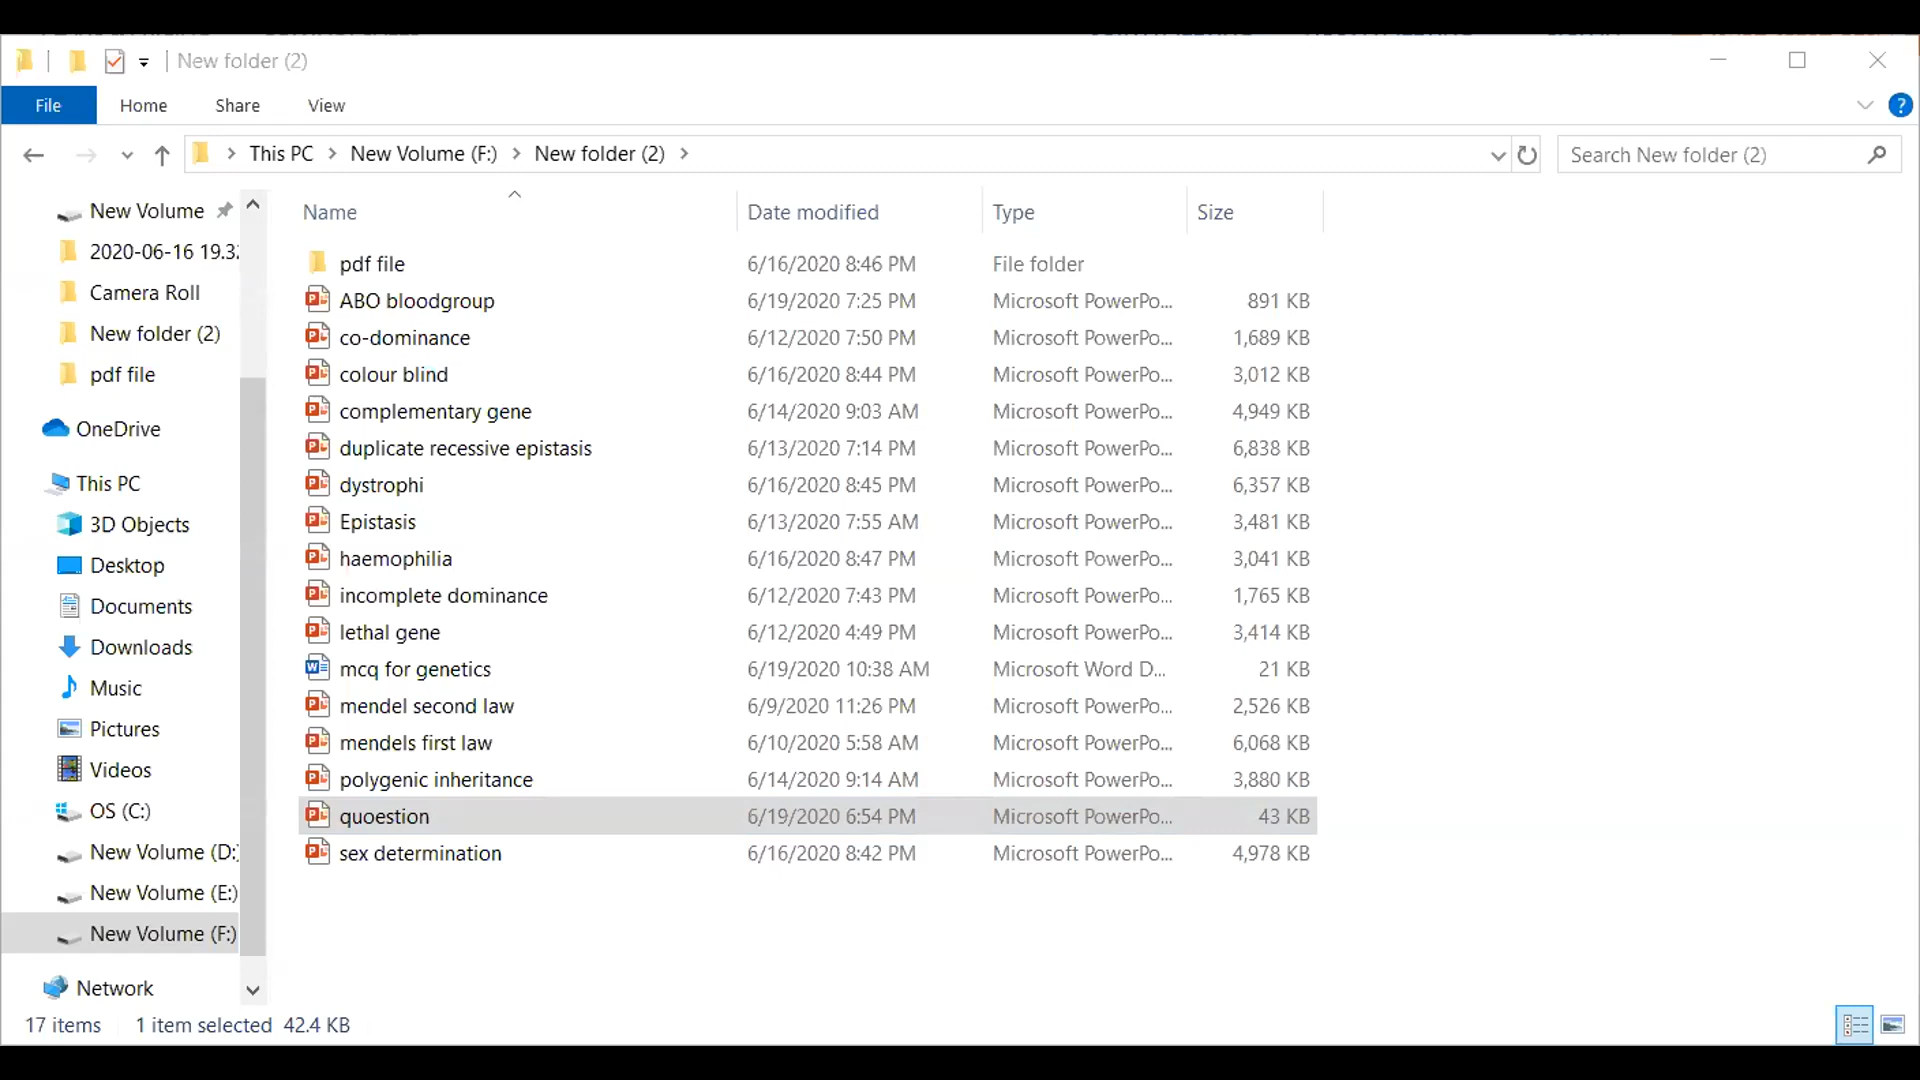 New folder (2)
File Home Share View
This PC New Volume (F:) New folder (2)
Search New folder (2)
New Volume
2020-06-16 19.32
Camera Roll
New folder (2)
pdf file
OneDrive
This PC
3D Objects
Desktop
Documents
Downloads
Music
Pictures
Videos
OS (C:)
New Volume (D:)
New Volume (E:)
New Volume (F:)
Network
Name Date modified Type Size
pdf file 6/16/2020 8:46 PM File folder
ABO bloodgroup 6/19/2020 7:25 PM Microsoft PowerPo... 891 KB
co-dominance 6/12/2020 7:50 PM Microsoft PowerPo... 1,689 KB
colour blind 6/16/2020 8:44 PM Microsoft PowerPo... 3,012 KB
complementary gene 6/14/2020 9:03 AM Microsoft PowerPo... 4,949 KB
duplicate recessive epistasis 6/13/2020 7:14 PM Microsoft PowerPo... 6,838 KB
dystrophi 6/16/2020 8:45 PM Microsoft PowerPo... 6,357 KB
Epistasis 6/13/2020 7:55 AM Microsoft PowerPo... 3,481 KB
haemophilia 6/16/2020 8:47 PM Microsoft PowerPo... 3,041 KB
incomplete dominance 6/12/2020 7:43 PM Microsoft PowerPo... 1,765 KB
lethal gene 6/12/2020 4:49 PM Microsoft PowerPo... 3,414 KB
mcq for genetics 6/19/2020 10:38 AM Microsoft Word D... 21 KB
mendel second law 6/9/2020 11:26 PM Microsoft PowerPo... 2,526 KB
mendels first law 6/10/2020 5:58 AM Microsoft PowerPo... 6,068 KB
polygenic inheritance 6/14/2020 9:14 AM Microsoft PowerPo... 3,880 KB
quoestion 6/19/2020 6:54 PM Microsoft PowerPo... 43 KB
sex determination 6/16/2020 8:42 PM Microsoft PowerPo... 4,978 KB
17 items 1 item selected 42.4 KB